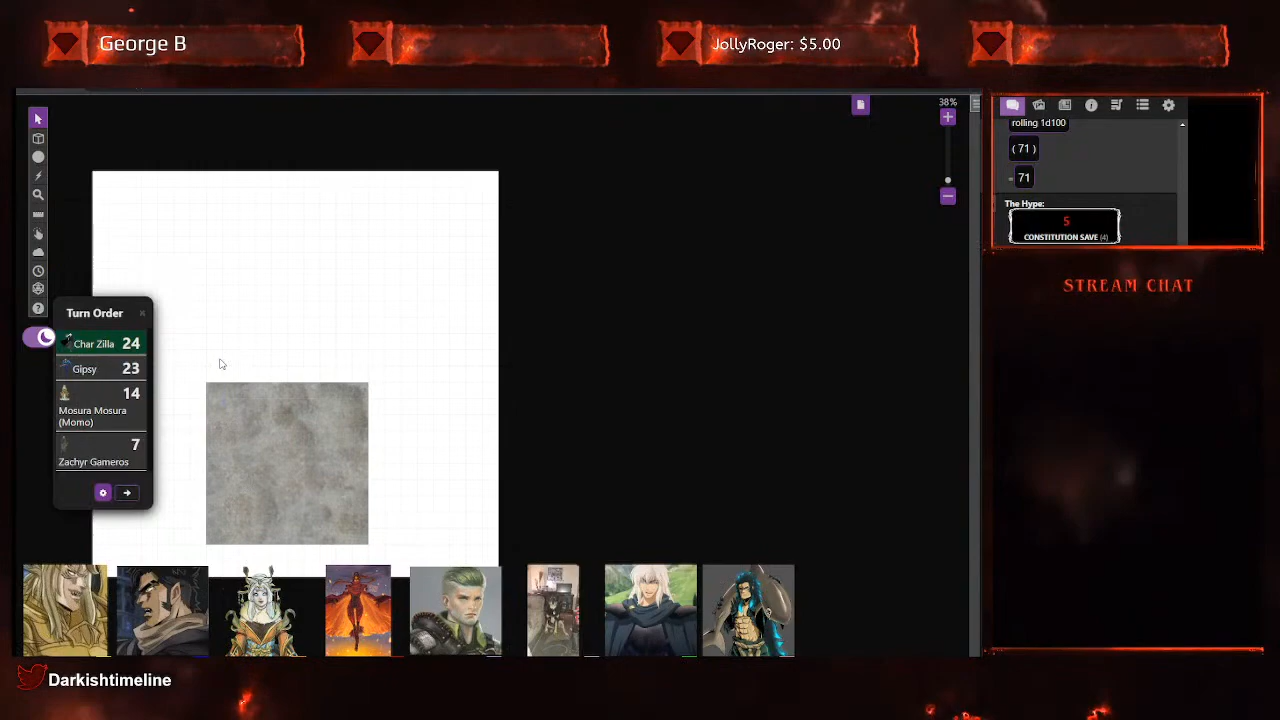 George B
JollyRoger: $5.00
38%
rolling 1d100
( 71 )
= 71
The Hype:
5
CONSTITUTION SAVE (4)
STREAM CHAT
Turn Order
Char Zilla 24
Gipsy 23
14
Mosura Mosura
(Momo)
7
Zachyr Gameros
Darkishtimeline